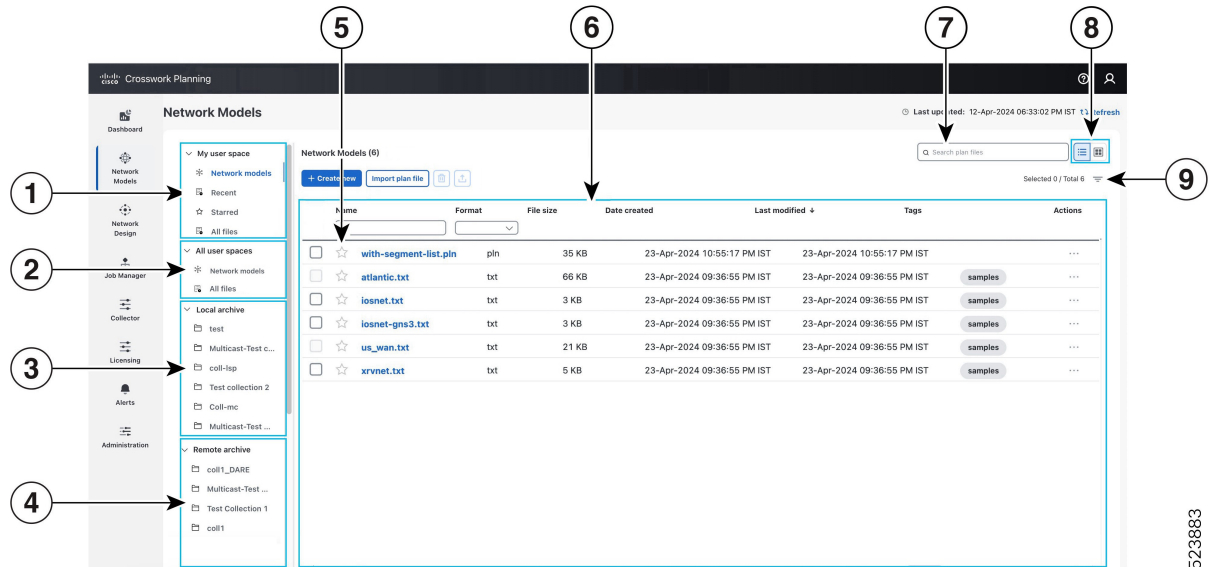 5
6
7
8
cisco Crosswork Planning
Network Models
Last updated: 12-Apr-2024 06:33:02 PM IST Refresh
Dashboard
Network Models
Network Design
Job Manager
Collector
Licensing
Alerts
Administration
1
My user space
Network models
Recent
Starred
All files
2
All user spaces
Network models
All files
3
Local archive
test
Multicast-Test c...
coll-lsp
Test collection 2
Coll-mc
Multicast-Test ...
4
Remote archive
coll1_DARE
Multicast-Test ...
Test Collection 1
coll1
Network Models (6)
Search plan files
+ Create new Import plan file
Selected 0 / Total 6
9
Name Format File size Date created Last modified ↓ Tags Actions
with-segment-list.pln pln 35 KB 23-Apr-2024 10:55:17 PM IST 23-Apr-2024 10:55:17 PM IST ...
atlantic.txt txt 66 KB 23-Apr-2024 09:36:55 PM IST 23-Apr-2024 09:36:55 PM IST samples ...
iosnet.txt txt 3 KB 23-Apr-2024 09:36:55 PM IST 23-Apr-2024 09:36:55 PM IST samples ...
iosnet-gns3.txt txt 3 KB 23-Apr-2024 09:36:55 PM IST 23-Apr-2024 09:36:55 PM IST samples ...
us_wan.txt txt 21 KB 23-Apr-2024 09:36:55 PM IST 23-Apr-2024 09:36:55 PM IST samples ...
xrvnet.txt txt 5 KB 23-Apr-2024 09:36:55 PM IST 23-Apr-2024 09:36:55 PM IST samples ...
523883